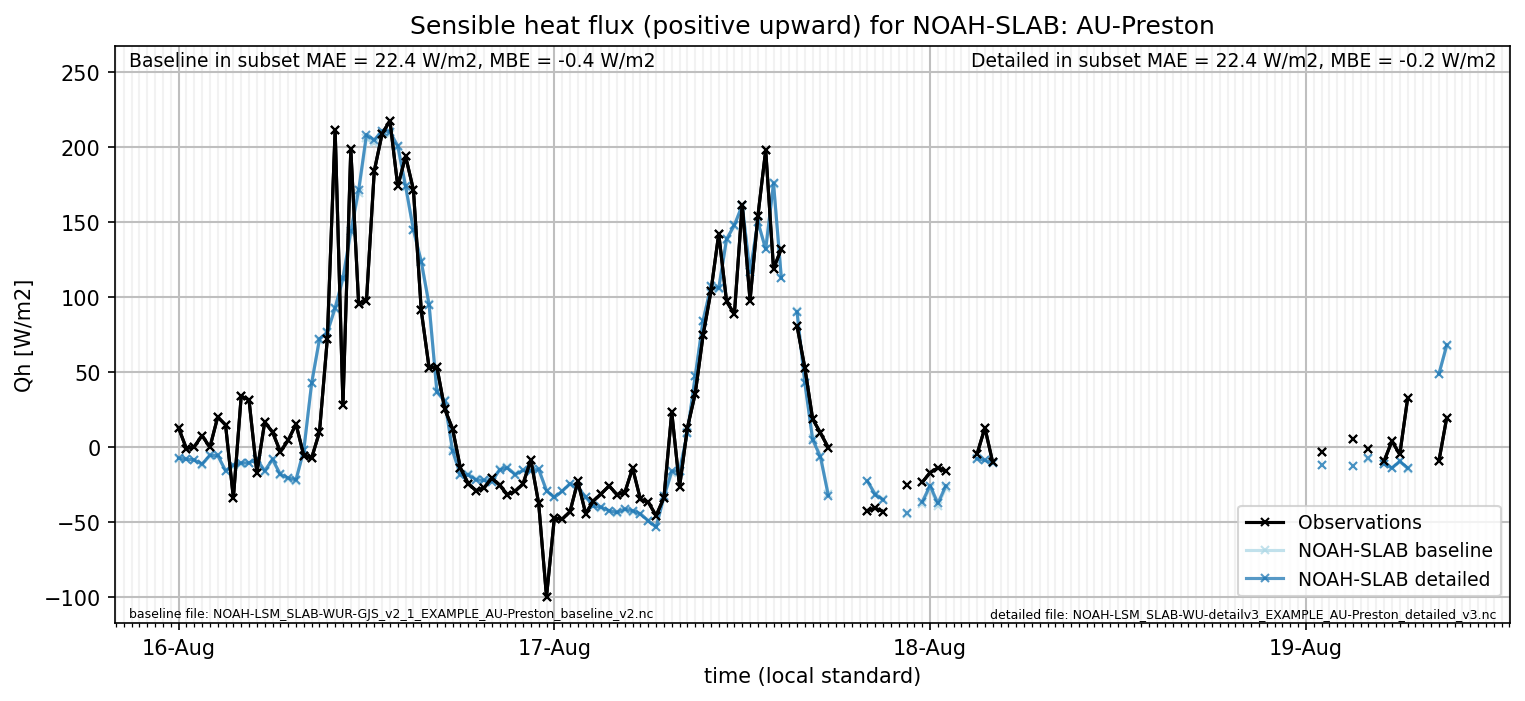 Sensible heat flux (positive upward) for NOAH-SLAB: AU-Preston
Baseline in subset MAE = 22.4 W/m2, MBE = -0.4 W/m2
Detailed in subset MAE = 22.4 W/m2, MBE = -0.2 W/m2
250
200
150
100
50
0
−50
−100
Qh [W/m2]
Observations
NOAH-SLAB baseline
NOAH-SLAB detailed
baseline file: NOAH-LSM_SLAB-WUR-GJS_v2_1_EXAMPLE_AU-Preston_baseline_v2.nc
detailed file: NOAH-LSM_SLAB-WU-detailv3_EXAMPLE_AU-Preston_detailed_v3.nc
16-Aug
17-Aug
18-Aug
19-Aug
time (local standard)